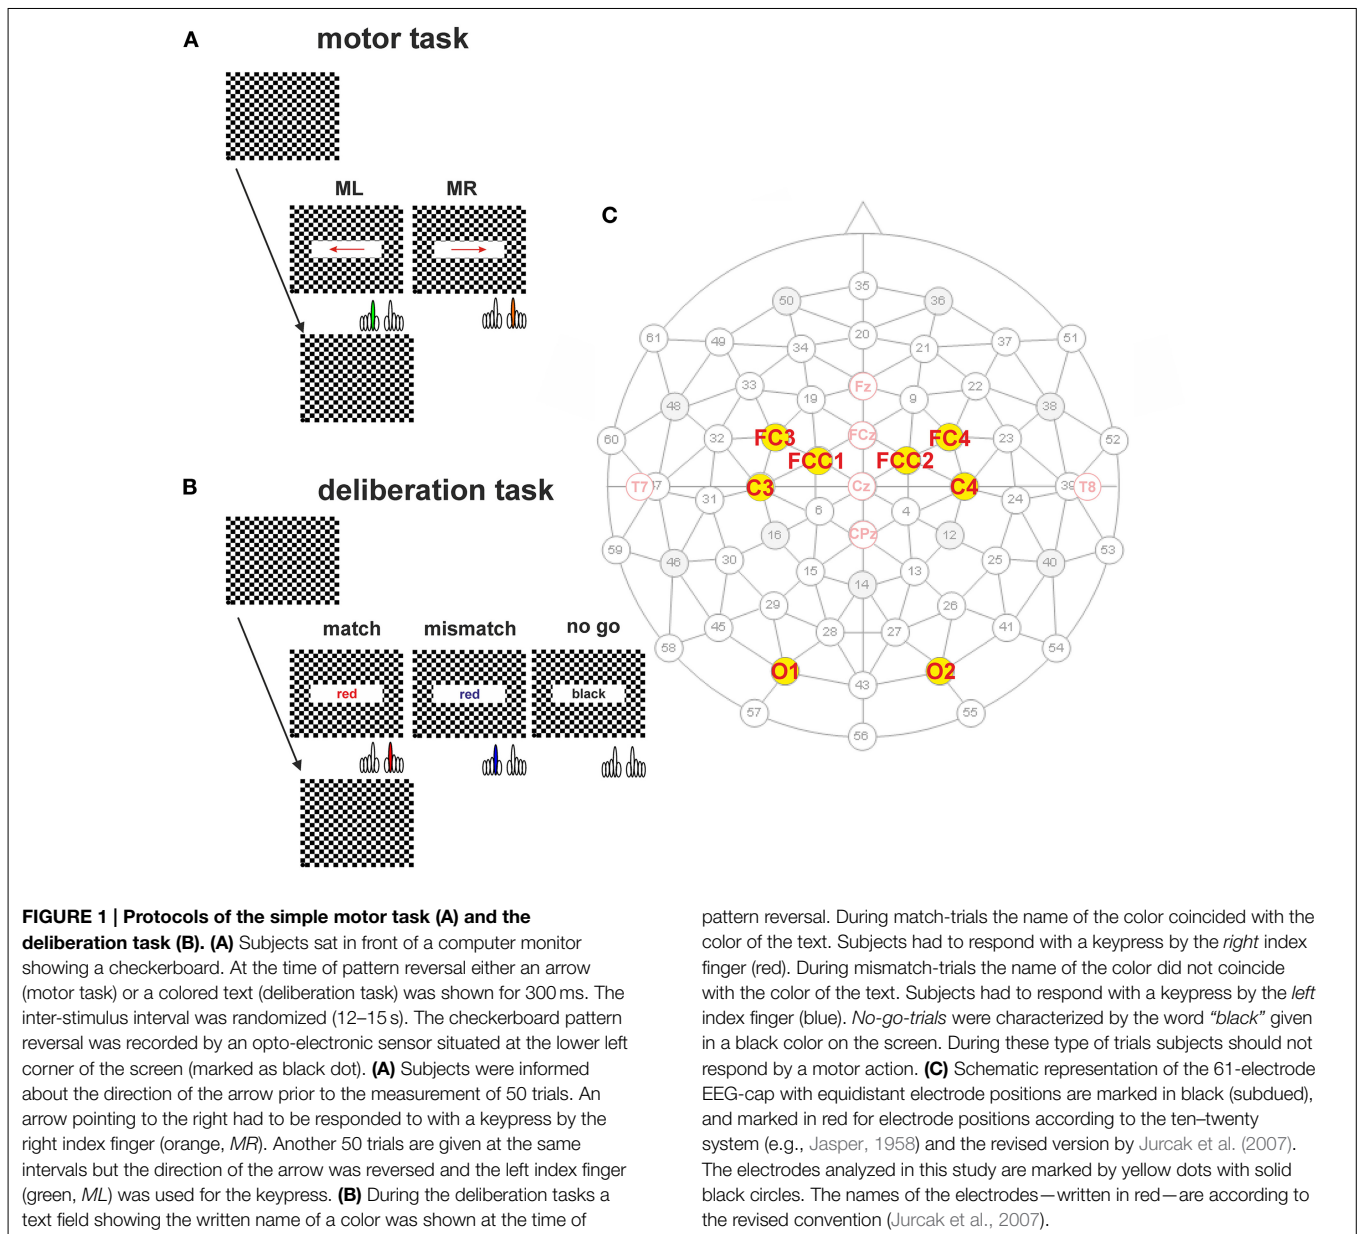 A
motor task
ML
MR
B
deliberation task
match
mismatch
no go
red
red
black
C
35
50
36
61
49
34
20
21
37
51
33
Fz
22
48
19
9
38
60
32
FC3
FCz
FC4
23
52
FCC1
FCC2
T7
C3
Cz
C4
39
T8
31
6
4
24
59
16
CPz
12
53
46
30
15
14
13
25
40
29
26
45
28
27
41
58
54
O1
43
O2
57
55
56
FIGURE 1 | Protocols of the simple motor task (A) and the
deliberation task (B). (A) Subjects sat in front of a computer monitor
showing a checkerboard. At the time of pattern reversal either an arrow
(motor task) or a colored text (deliberation task) was shown for 300 ms. The
inter-stimulus interval was randomized (12–15 s). The checkerboard pattern
reversal was recorded by an opto-electronic sensor situated at the lower left
corner of the screen (marked as black dot). (A) Subjects were informed
about the direction of the arrow prior to the measurement of 50 trials. An
arrow pointing to the right had to be responded to with a keypress by the
right index finger (orange, MR). Another 50 trials are given at the same
intervals but the direction of the arrow was reversed and the left index finger
(green, ML) was used for the keypress. (B) During the deliberation tasks a
text field showing the written name of a color was shown at the time of
pattern reversal. During match-trials the name of the color coincided with the
color of the text. Subjects had to respond with a keypress by the right index
finger (red). During mismatch-trials the name of the color did not coincide
with the color of the text. Subjects had to respond with a keypress by the left
index finger (blue). No-go-trials were characterized by the word “black” given
in a black color on the screen. During these type of trials subjects should not
respond by a motor action. (C) Schematic representation of the 61-electrode
EEG-cap with equidistant electrode positions are marked in black (subdued),
and marked in red for electrode positions according to the ten–twenty
system (e.g., Jasper, 1958) and the revised version by Jurcak et al. (2007).
The electrodes analyzed in this study are marked by yellow dots with solid
black circles. The names of the electrodes—written in red—are according to
the revised convention (Jurcak et al., 2007).